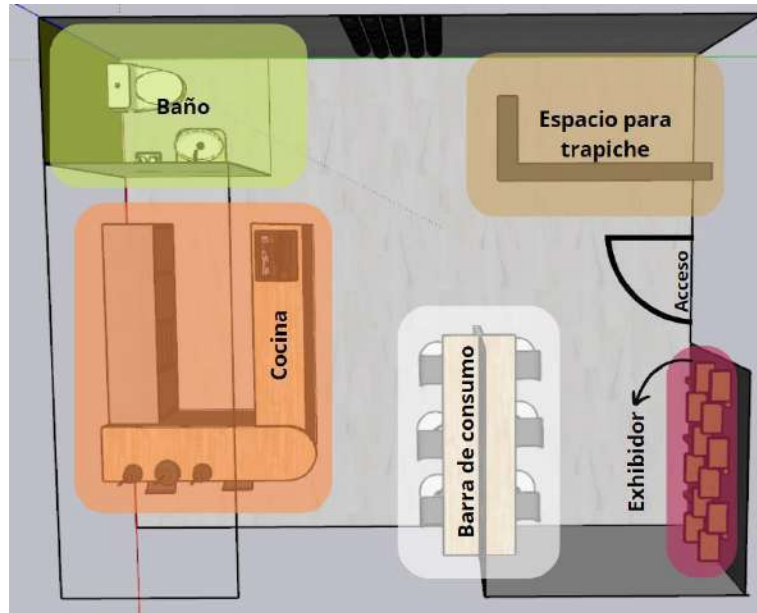 Baño
Espacio para
trapiche
Acceso
Cocina
Barra de consumo
Exhibidor